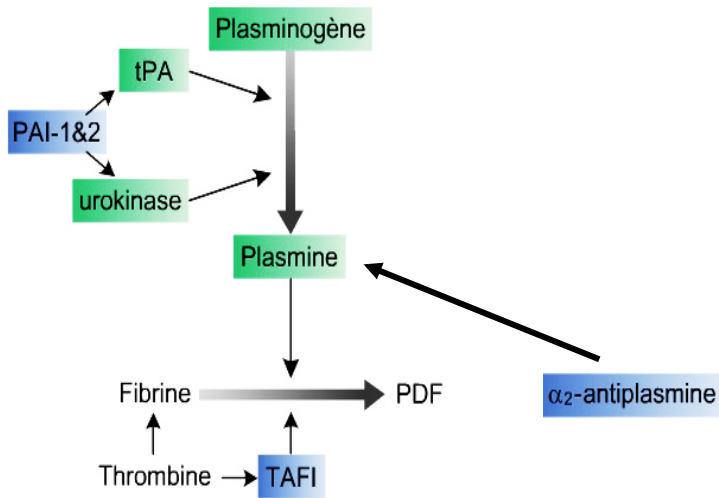 Plasminogène
tPA
PAI-1&2
urokinase
Plasmine
Fibrine
PDF
α2-antiplasmine
Thrombine
TAFI